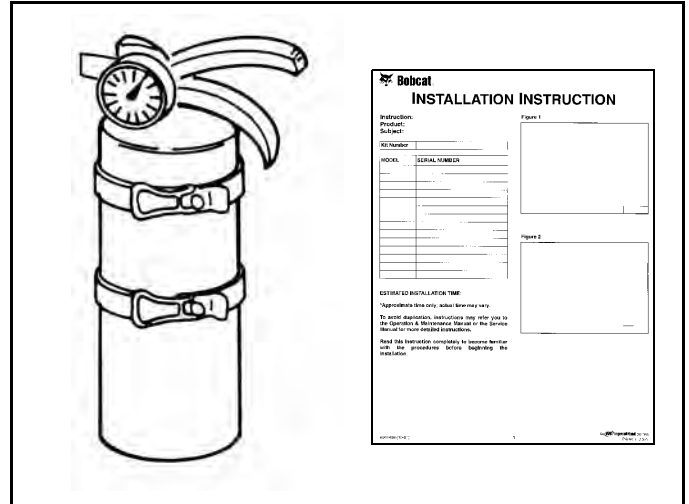 Bobcat
INSTALLATION INSTRUCTION
Instruction:
Product:
Subject:
Kit Number
MODEL SERIAL NUMBER
ESTIMATED INSTALLATION TIME:
*Approximate time only, actual time may vary.
To avoid duplication, instructions may refer you to
the Operation & Maintenance Manual or the Service
Manual for more detailed instructions.
Read this instruction completely to become familiar
with the procedures before beginning the
installation.
Figure 1
Figure 2
1